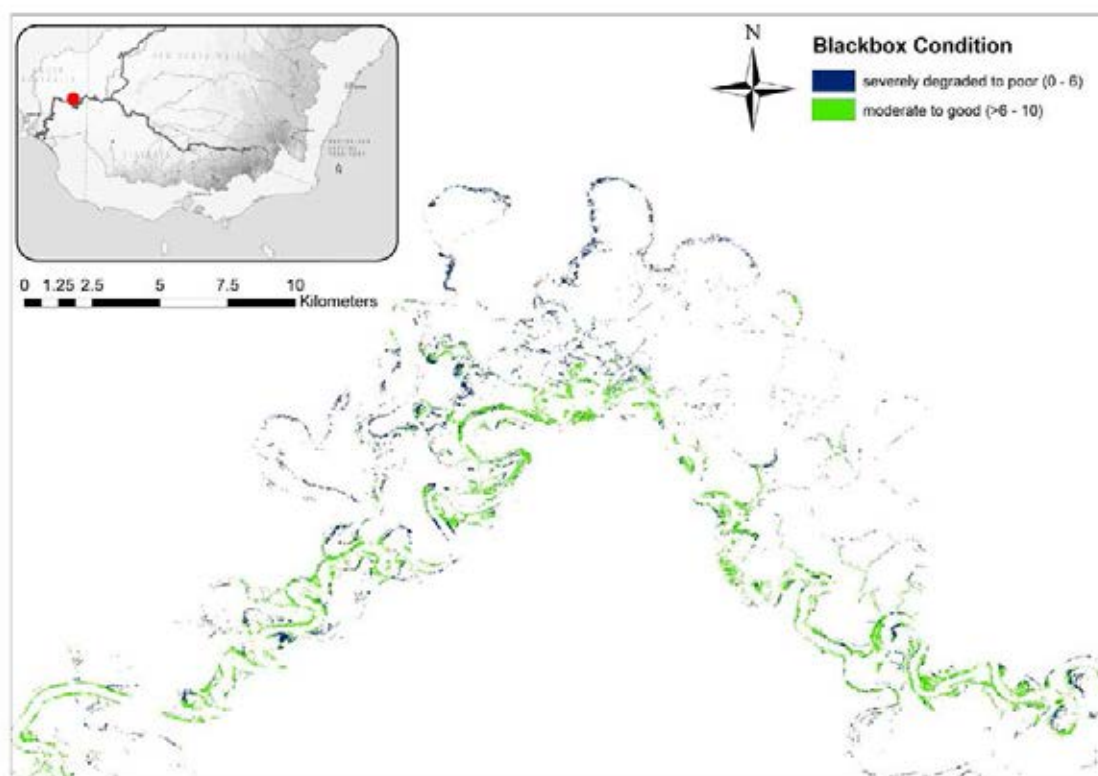 N
Blackbox Condition
severely degraded to poor (0 - 6)
moderate to good (>6 - 10)
0 1.25 2.5 5 7.5 10
Kilometers